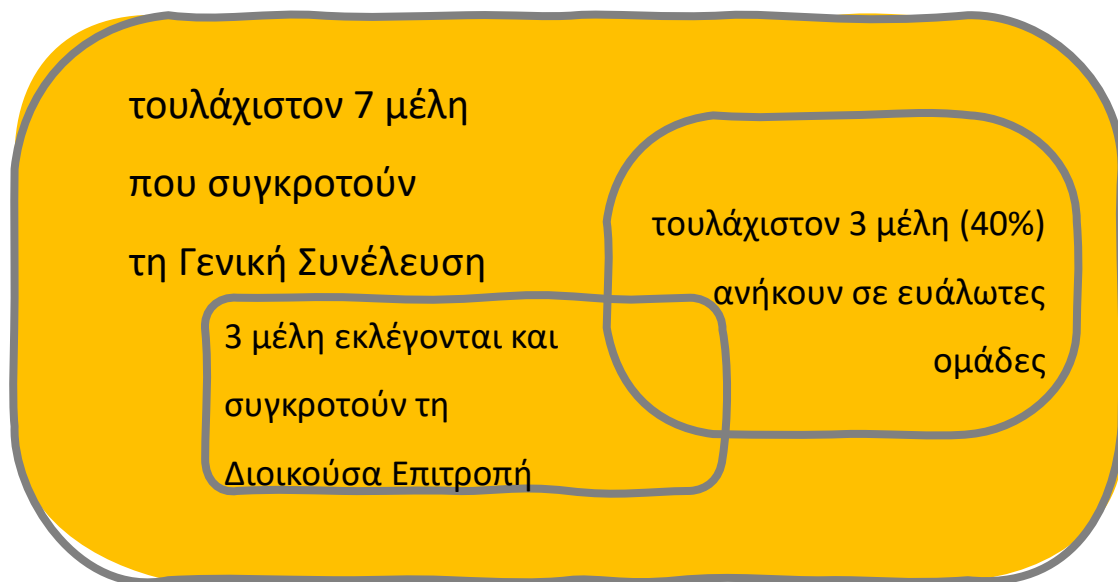 τουλάχιστον 7 μέλη
που συγκροτούν
τη Γενική Συνέλευση
τουλάχιστον 3 μέλη (40%)
ανήκουν σε ευάλωτες
ομάδες
3 μέλη εκλέγονται και
συγκροτούν τη
Διοικούσα Επιτροπή